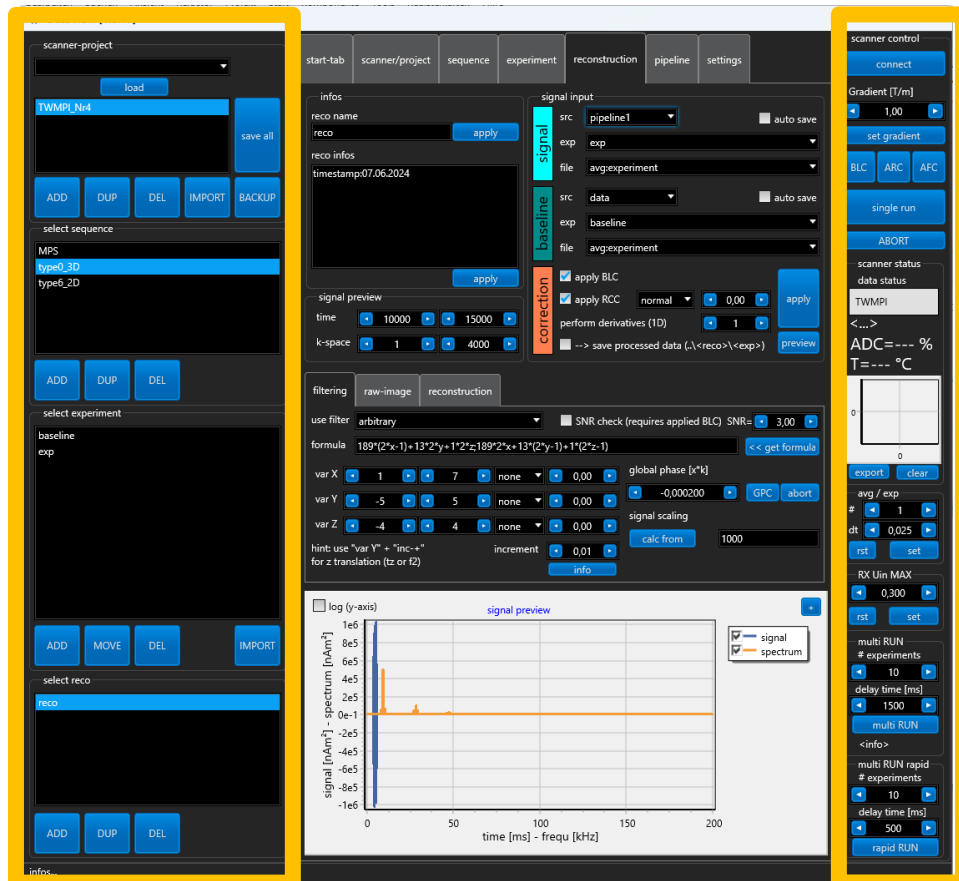 scanner-project
load
TWMPI_Nr4
save all
ADD DUP DEL IMPORT BACKUP
select sequence
MPS
type0_3D
type6_2D
ADD DUP DEL
select experiment
baseline
exp
ADD MOVE DEL IMPORT
select reco
reco
ADD DUP DEL
infos...
start-tab scanner/project sequence experiment reconstruction pipeline settings
infos
reco name
reco apply
reco infos
timestamp:07.06.2024
apply
signal preview
time 10000 15000
k-space 1 4000
signal input
signal
src pipeline1 auto save
exp exp
file avg:experiment
baseline
src data auto save
exp baseline
file avg:experiment
correction
apply BLC
apply RCC normal 0,00 apply
perform derivatives (1D) 1
--> save processed data (..\<reco>\<exp>) preview
filtering raw-image reconstruction
use filter arbitrary SNR check (requires applied BLC) SNR= 3,00
formula 189*(2*x-1)+13*2*y+1*2*z;189*2*x+13*(2*y-1)+1*(2*z-1) << get formula
var X 1 7 none 0,00 global phase [x*k]
var Y -5 5 none 0,00 -0,000200 GPC abort
var Z -4 4 none 0,00 signal scaling
calc from 1000
hint: use "var Y" + "inc-+" increment 0,01
for z translation (tz or f2) info
log (y-axis) signal preview +
signal [nAm²] - spectrum [nAm²]
1e6
8e5
6e5
4e5
2e5
0e-1
-2e5
-4e5
-6e5
-8e5
-1e6
signal
spectrum
0 50 100 150 200
time [ms] - frequ [kHz]
scanner control
connect
Gradient [T/m]
1,00
set gradient
BLC ARC AFC
single run
ABORT
scanner status
data status
TWMPI
<...>
ADC=--- %
T=--- °C
0
0
export clear
avg / exp
# 1
dt 0,025
rst set
RX Uin MAX
0,300
rst set
multi RUN
# experiments
10
delay time [ms]
1500
multi RUN
<info>
multi RUN rapid
# experiments
10
delay time [ms]
500
rapid RUN